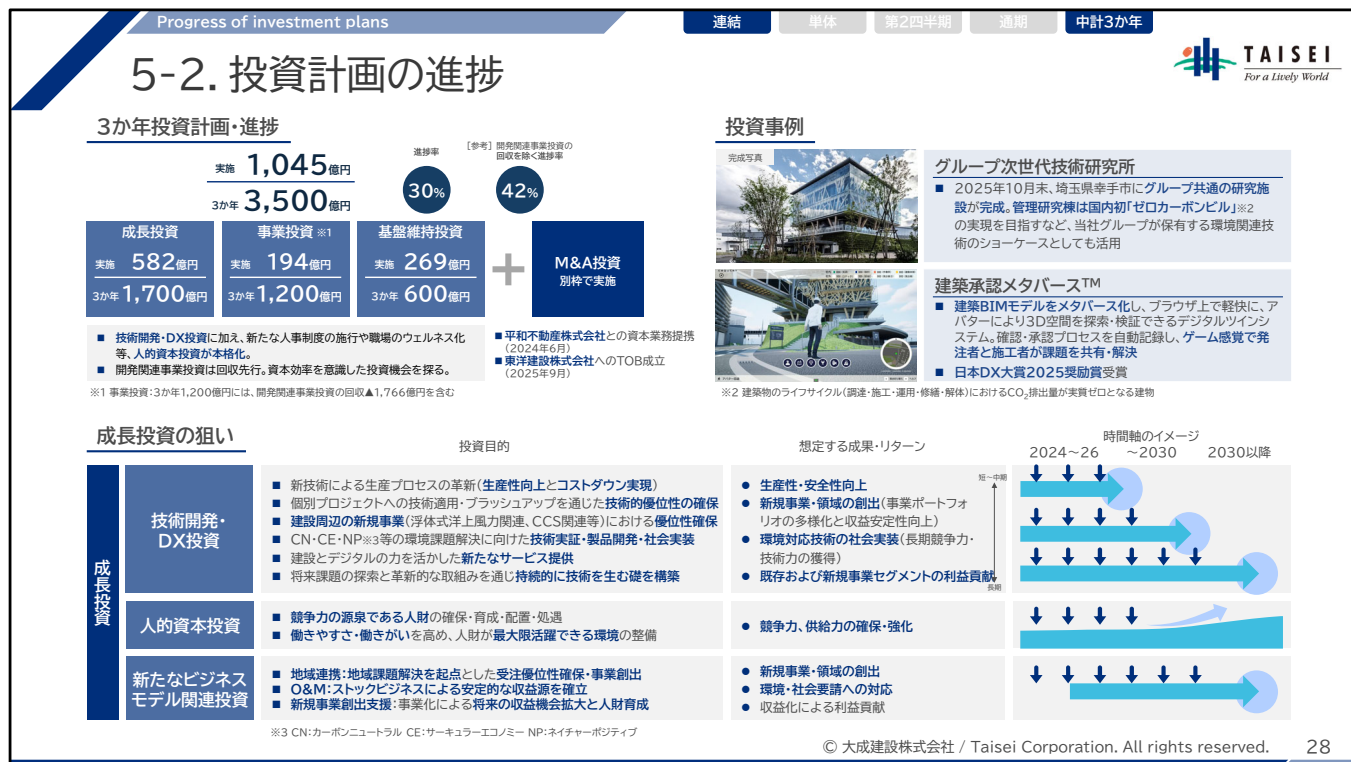 Progress of investment plans
連結
単体
第2四半期
通期
中計3か年
TAISEI
For a Lively World
5-2. 投資計画の進捗
3か年投資計画・進捗
実施 1,045億円
3か年 3,500億円
進捗率
30%
[参考] 開発関連事業投資の
回収を除く進捗率
42%
成長投資
実施 582億円
3か年 1,700億円
事業投資 ※1
実施 194億円
3か年 1,200億円
基盤維持投資
実施 269億円
3か年 600億円
+
M&A投資
別枠で実施
■ 技術開発・DX投資に加え、新たな人事制度の施行や職場のウェルネス化
等、人的資本投資が本格化。
■ 開発関連事業投資は回収先行。資本効率を意識した投資機会を探る。
■平和不動産株式会社との資本業務提携
(2024年6月)
■東洋建設株式会社へのTOB成立
(2025年9月)
※1 事業投資:3か年1,200億円には、開発関連事業投資の回収▲1,766億円を含む
投資事例
完成写真
グループ次世代技術研究所
■ 2025年10月末、埼玉県幸手市にグループ共通の研究施
設が完成。管理研究棟は国内初「ゼロカーボンビル」※2
の実現を目指すなど、当社グループが保有する環境関連技
術のショーケースとしても活用
建築承認メタバース™
■ 建築BIMモデルをメタバース化し、ブラウザ上で軽快に、ア
バターにより3D空間を探索・検証できるデジタルツインシ
ステム。確認・承認プロセスを自動記録し、ゲーム感覚で発
注者と施工者が課題を共有・解決
■ 日本DX大賞2025奨励賞受賞
※2 建築物のライフサイクル(調達・施工・運用・修繕・解体)におけるCO2排出量が実質ゼロとなる建物
成長投資の狙い
投資目的
想定する成果・リターン
時間軸のイメージ
2024~26
~2030
2030以降
成長投資
技術開発・
DX投資
■ 新技術による生産プロセスの革新(生産性向上とコストダウン実現)
■ 個別プロジェクトへの技術適用・ブラッシュアップを通じた技術的優位性の確保
■ 建設周辺の新規事業(浮体式洋上風力関連、CCS関連等)における優位性確保
■ CN・CE・NP※3等の環境課題解決に向けた技術実証・製品開発・社会実装
■ 建設とデジタルの力を活かした新たなサービス提供
■ 将来課題の探索と革新的な取組みを通じ持続的に技術を生む礎を構築
● 生産性・安全性向上
● 新規事業・領域の創出(事業ポートフォ
リオの多様化と収益安定性向上)
● 環境対応技術の社会実装(長期競争力・
技術力の獲得)
● 既存および新規事業セグメントの利益貢献
短~中期
長期
人的資本投資
■ 競争力の源泉である人財の確保・育成・配置・処遇
■ 働きやすさ・働きがいを高め、人財が最大限活躍できる環境の整備
● 競争力、供給力の確保・強化
新たなビジネス
モデル関連投資
■ 地域連携:地域課題解決を起点とした受注優位性確保・事業創出
■ O&M:ストックビジネスによる安定的な収益源を確立
■ 新規事業創出支援:事業化による将来の収益機会拡大と人財育成
● 新規事業・領域の創出
● 環境・社会要請への対応
● 収益化による利益貢献
※3 CN:カーボンニュートラル CE:サーキュラーエコノミー NP:ネイチャーポジティブ
© 大成建設株式会社 / Taisei Corporation. All rights reserved.
28